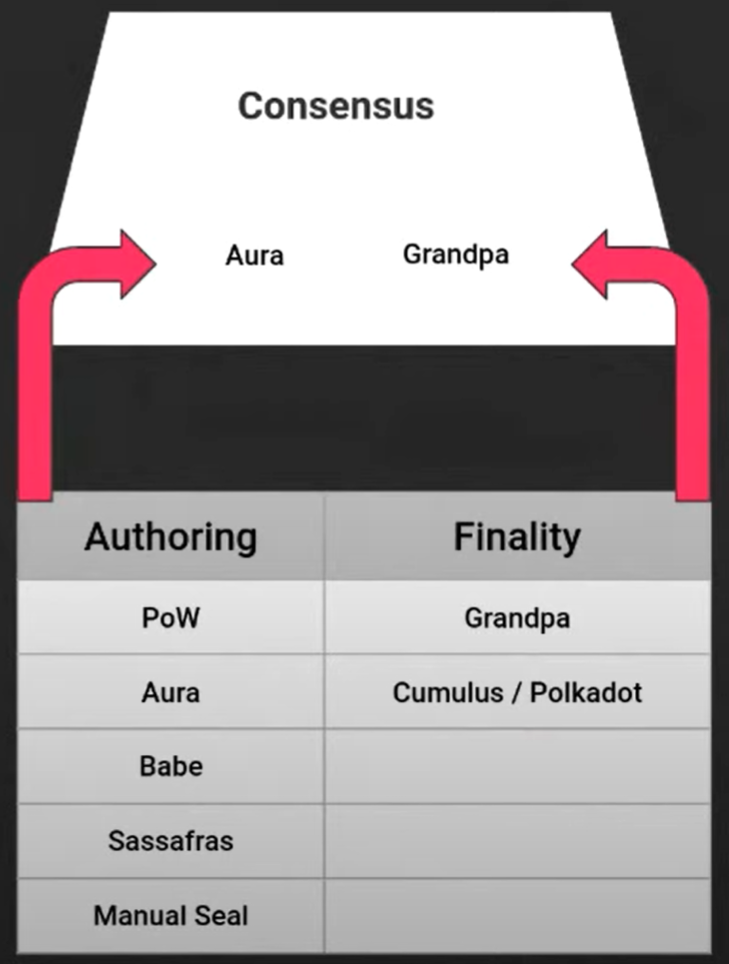 Consensus
Aura Grandpa
Authoring Finality
PoW Grandpa
Aura Cumulus / Polkadot
Babe
Sassafras
Manual Seal